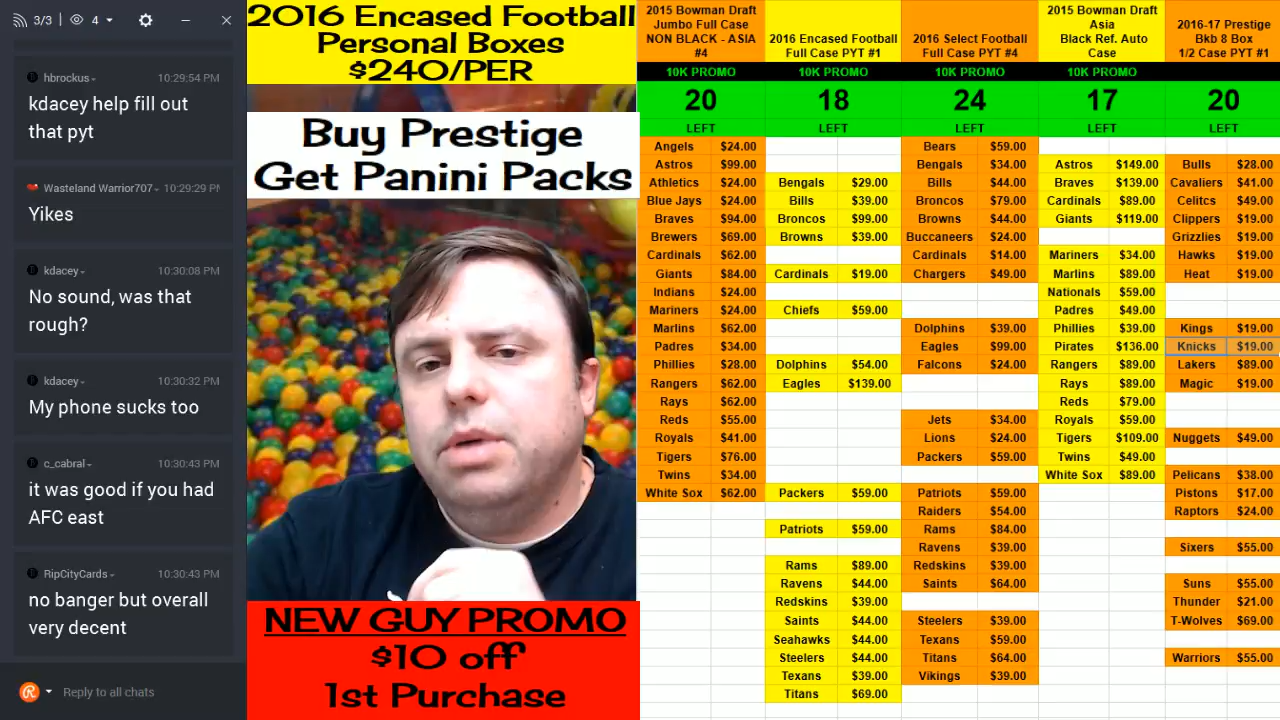 3/3
4
hbrockus
10:29:54 PM
kdacey help fill out
that pyt
Wasteland Warrior707
10:29:29 PM
Yikes
kdacey
10:30:08 PM
No sound, was that
rough?
kdacey
10:30:32 PM
My phone sucks too
c_cabral
10:30:43 PM
it was good if you had
AFC east
RipCityCards
10:30:43 PM
no banger but overall
very decent
Reply to all chats
2016 Encased Football
Personal Boxes
$240/PER
Buy Prestige
Get Panini Packs
NEW GUY PROMO
$10 off
1st Purchase
2015 Bowman Draft
Jumbo Full Case
NON BLACK - ASIA
#4
10K PROMO
20
LEFT
Angels $24.00
Astros $99.00
Athletics $24.00
Blue Jays $24.00
Braves $94.00
Brewers $69.00
Cardinals $62.00
Giants $84.00
Indians $24.00
Mariners $24.00
Marlins $62.00
Padres $34.00
Phillies $28.00
Rangers $62.00
Rays $62.00
Reds $55.00
Royals $41.00
Tigers $76.00
Twins $34.00
White Sox $62.00
2016 Encased Football
Full Case PYT #1
10K PROMO
18
LEFT
Bengals $29.00
Bills $39.00
Broncos $99.00
Browns $39.00
Cardinals $19.00
Chiefs $59.00
Dolphins $54.00
Eagles $139.00
Packers $59.00
Patriots $59.00
Rams $89.00
Ravens $44.00
Redskins $39.00
Saints $44.00
Seahawks $44.00
Steelers $44.00
Texans $39.00
Titans $69.00
2016 Select Football
Full Case PYT #4
10K PROMO
24
LEFT
Bears $59.00
Bengals $34.00
Bills $44.00
Broncos $79.00
Browns $44.00
Buccaneers $24.00
Cardinals $14.00
Chargers $49.00
Dolphins $39.00
Eagles $99.00
Falcons $24.00
Jets $34.00
Lions $24.00
Packers $59.00
Patriots $59.00
Raiders $54.00
Rams $84.00
Ravens $39.00
Redskins $39.00
Saints $64.00
Steelers $39.00
Texans $59.00
Titans $64.00
Vikings $39.00
2015 Bowman Draft
Asia
Black Ref. Auto
Case
10K PROMO
17
LEFT
Astros $149.00
Braves $139.00
Cardinals $89.00
Giants $119.00
Mariners $34.00
Marlins $89.00
Nationals $59.00
Padres $49.00
Phillies $39.00
Pirates $136.00
Rangers $89.00
Rays $89.00
Reds $79.00
Royals $59.00
Tigers $109.00
Twins $49.00
White Sox $89.00
2016-17 Prestige
Bkb 8 Box
1/2 Case PYT #1
20
LEFT
Bulls $28.00
Cavaliers $41.00
Celitcs $49.00
Clippers $19.00
Grizzlies $19.00
Hawks $19.00
Heat $19.00
Kings $19.00
Knicks $19.00
Lakers $89.00
Magic $19.00
Nuggets $49.00
Pelicans $38.00
Pistons $17.00
Raptors $24.00
Sixers $55.00
Suns $55.00
Thunder $21.00
T-Wolves $69.00
Warriors $55.00